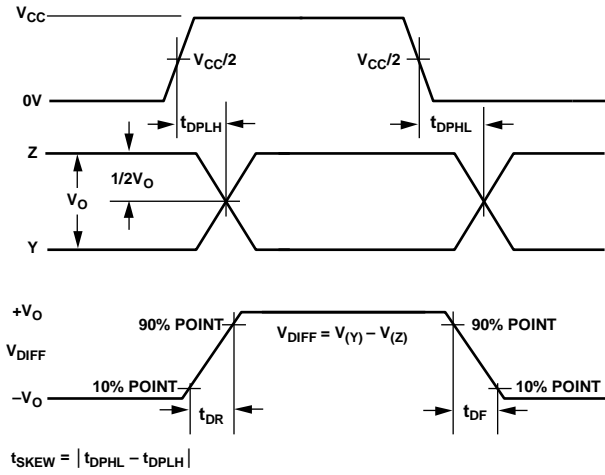 VCC
VCC/2 VCC/2
0V
tDPLH tDPHL
Z
1/2VO
VO
Y
+VO
90% POINT VDIFF = V(Y) – V(Z) 90% POINT
VDIFF
10% POINT 10% POINT
–VO
tDR tDF
tSKEW = |tDPHL – tDPLH|